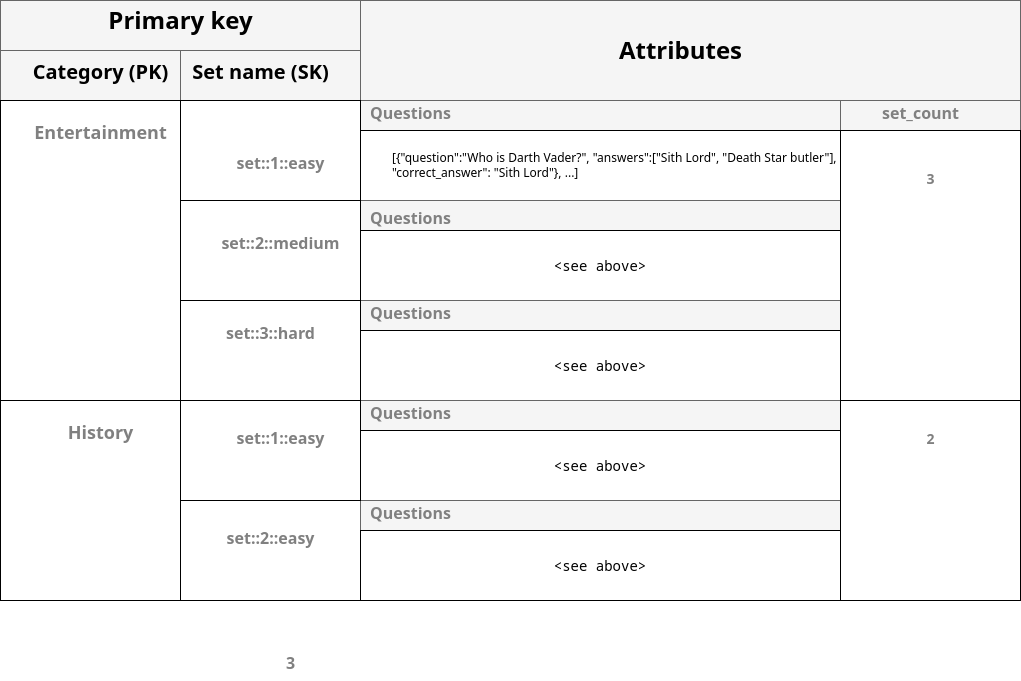 Primary key
Attributes
Category (PK)
Set name (SK)
Questions
set_count
Entertainment
set::1::easy
[{"question":"Who is Darth Vader?", "answers":["Sith Lord", "Death Star butler"],
"correct_answer": "Sith Lord"}, ...]
3
Questions
set::2::medium
<see above>
Questions
set::3::hard
<see above>
Questions
History
set::1::easy
2
<see above>
Questions
set::2::easy
<see above>
3